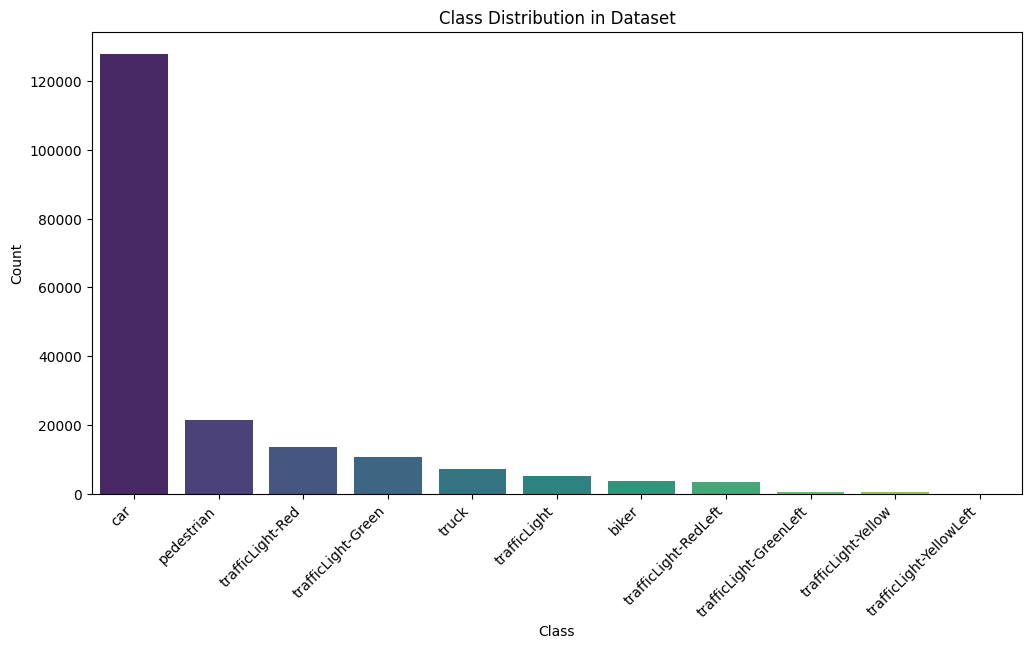 Class Distribution in Dataset
Count
120000
100000
80000
60000
40000
20000
0
car
pedestrian
trafficLight-Red
trafficLight-Green
truck
trafficLight
biker
trafficLight-RedLeft
trafficLight-GreenLeft
trafficLight-Yellow
trafficLight-YellowLeft
Class